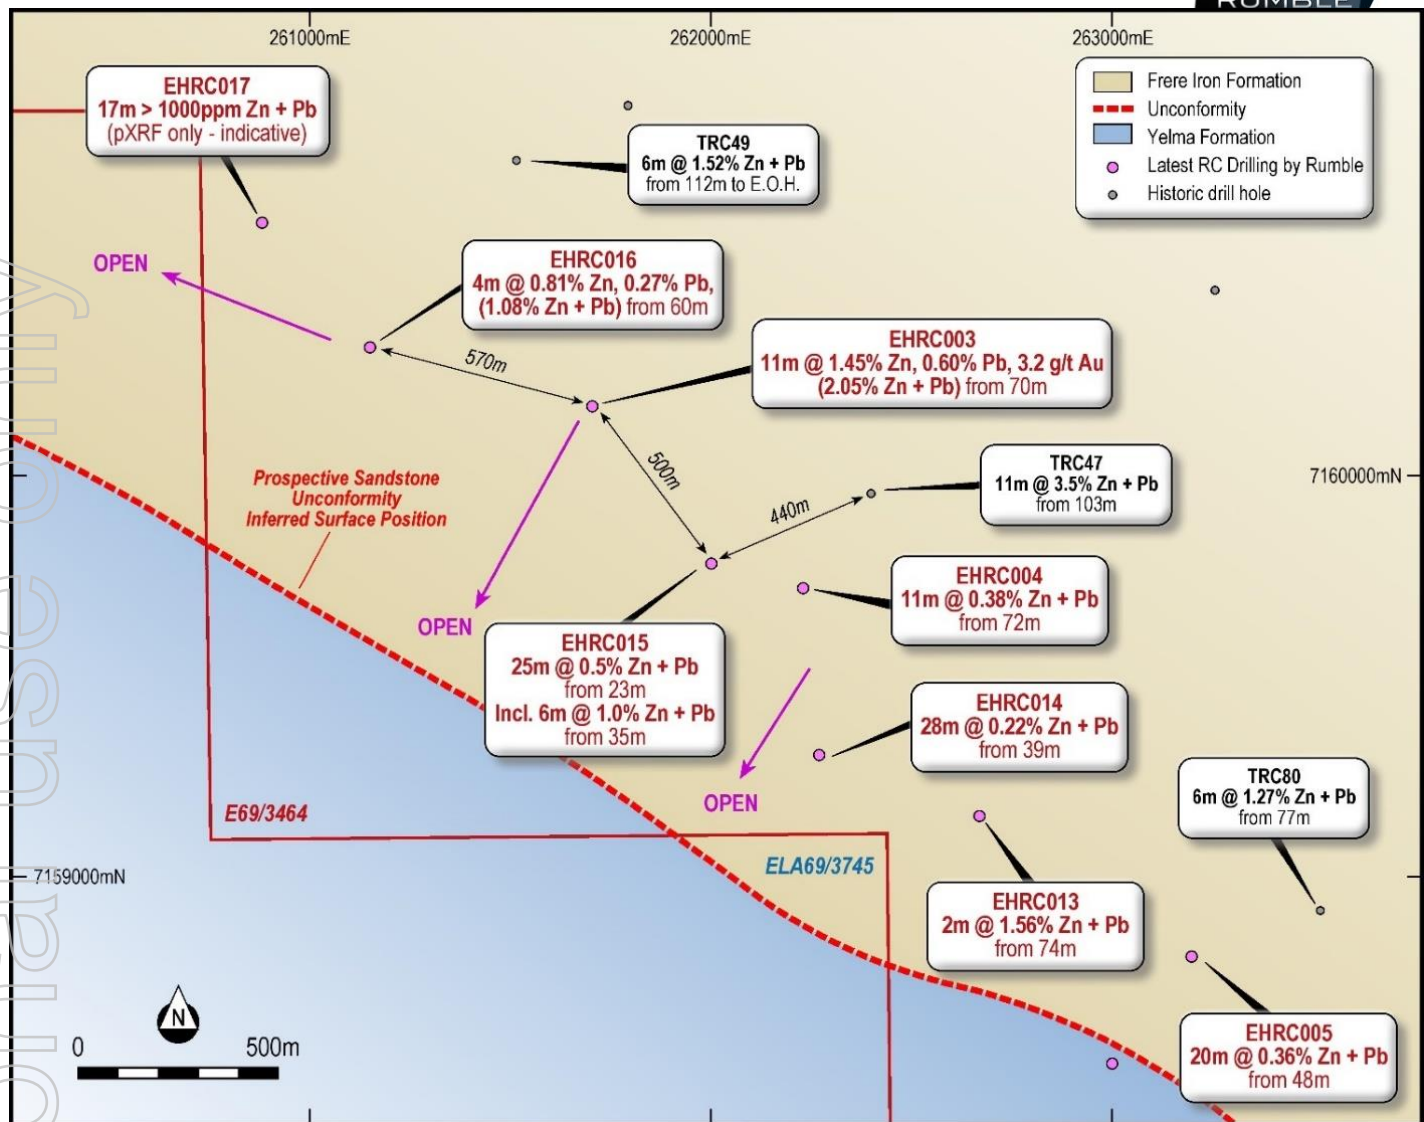 RUMBLE
261000mE
262000mE
263000mE
EHRC017
17m > 1000ppm Zn + Pb
(pXRF only - indicative)
Frere Iron Formation
Unconformity
Yelma Formation
Latest RC Drilling by Rumble
Historic drill hole
TRC49
6m @ 1.52% Zn + Pb
from 112m to E.O.H.
OPEN
EHRC016
4m @ 0.81% Zn, 0.27% Pb,
(1.08% Zn + Pb) from 60m
570m
EHRC003
11m @ 1.45% Zn, 0.60% Pb, 3.2 g/t Au
(2.05% Zn + Pb) from 70m
500m
440m
TRC47
11m @ 3.5% Zn + Pb
from 103m
7160000mN
Prospective Sandstone
Unconformity
Inferred Surface Position
EHRC004
11m @ 0.38% Zn + Pb
from 72m
OPEN
EHRC015
25m @ 0.5% Zn + Pb
from 23m
Incl. 6m @ 1.0% Zn + Pb
from 35m
EHRC014
28m @ 0.22% Zn + Pb
from 39m
OPEN
TRC80
6m @ 1.27% Zn + Pb
from 77m
E69/3464
ELA69/3745
7159000mN
EHRC013
2m @ 1.56% Zn + Pb
from 74m
EHRC005
20m @ 0.36% Zn + Pb
from 48m
N
0 500m
onal use only